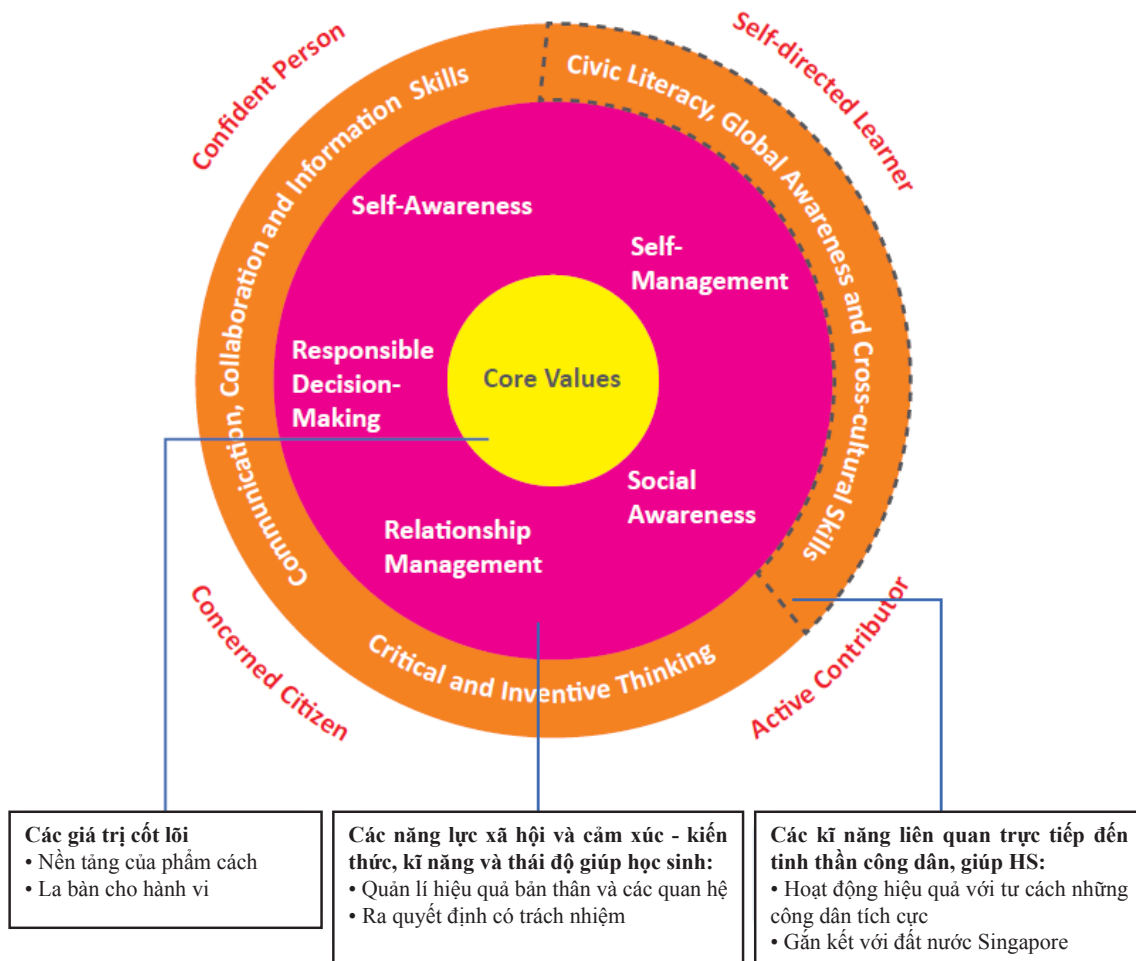 Confident Person
Self-directed Learner
Communication, Collaboration and Information Skills
Civic Literacy, Global Awareness and Cross-cultural Skills
Self-Awareness
Self-
Management
Responsible
Decision-
Making
Core Values
Social
Awareness
Relationship
Management
Critical and Inventive Thinking
Concerned Citizen
Active Contributor
Các giá trị cốt lõi
• Nền tảng của phẩm cách
• La bàn cho hành vi
Các năng lực xã hội và cảm xúc - kiến
thức, kĩ năng và thái độ giúp học sinh:
• Quản lí hiệu quả bản thân và các quan hệ
• Ra quyết định có trách nhiệm
Các kĩ năng liên quan trực tiếp đến
tinh thần công dân, giúp HS:
• Hoạt động hiệu quả với tư cách những
công dân tích cực
• Gắn kết với đất nước Singapore